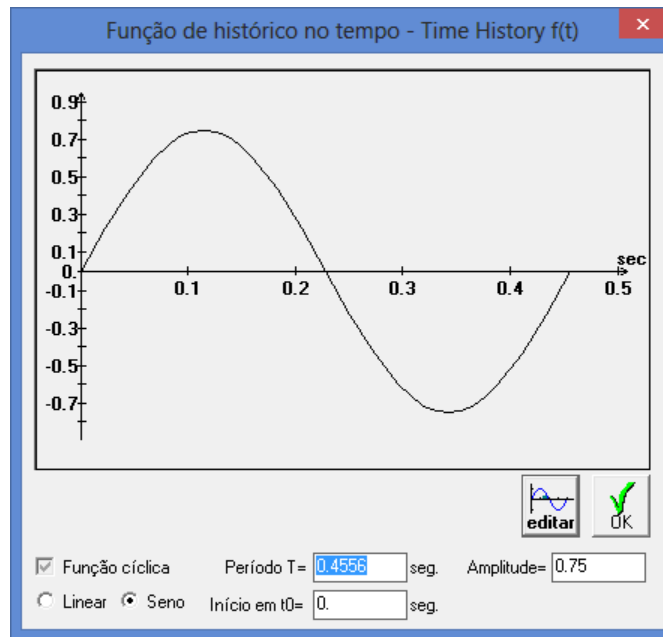 Função de histórico no tempo - Time History f(t)
0.9
0.7
0.5
0.3
0.1
0.
-0.1
-0.3
-0.5
-0.7
0.1 0.2 0.3 0.4 0.5
sec
editar
OK
Função cíclica Período T= 0.4556 seg. Amplitude= 0.75
Linear Seno Início em t0= 0. seg.